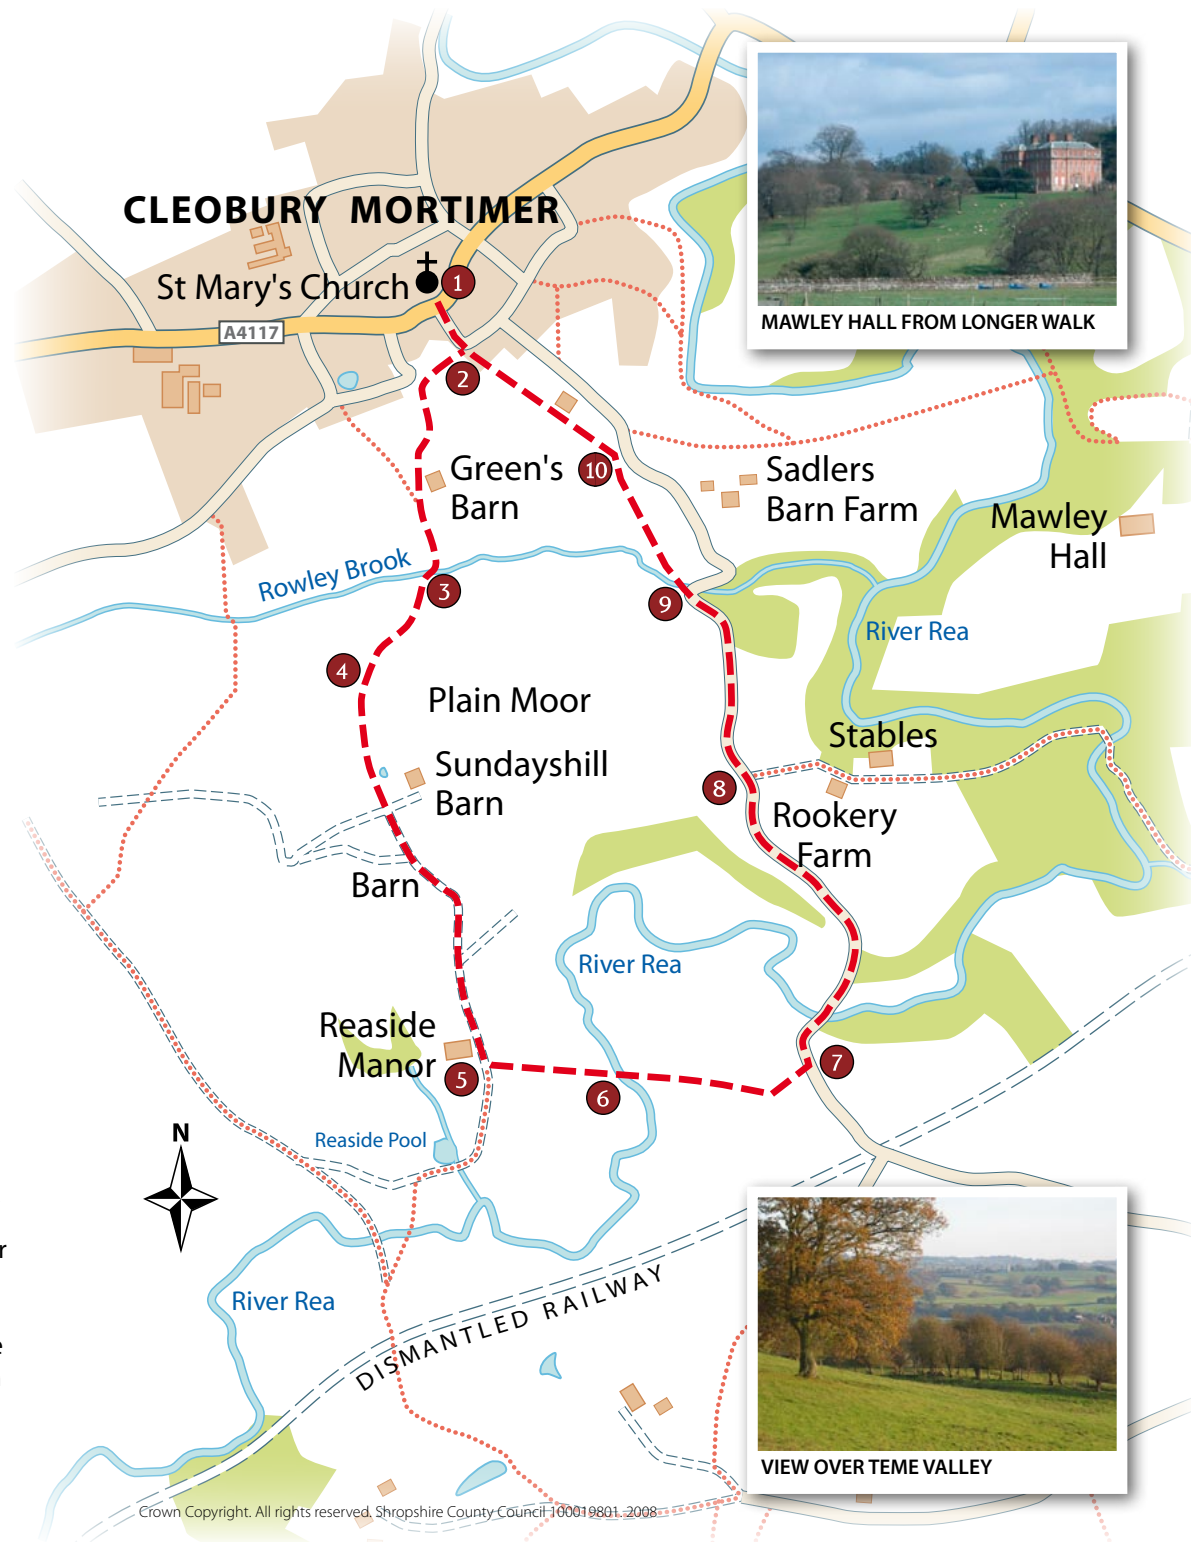 MAWLEY HALL FROM LONGER WALK
CLEOBURY MORTIMER
St Mary's Church
1
A4117
2
Green's
Barn
10
Sadlers
Barn Farm
Mawley
Hall
Rowley Brook
3
9
River Rea
4
Plain Moor
Stables
Sundayshill
Barn
8
Rookery
Farm
Barn
River Rea
Reaside
Manor
5
6
7
N
Reaside Pool
r
River Rea
e
DISMANTLED RAILWAY
VIEW OVER TEME VALLEY
Crown Copyright. All rights reserved. Shropshire County Council 100019801. 2008